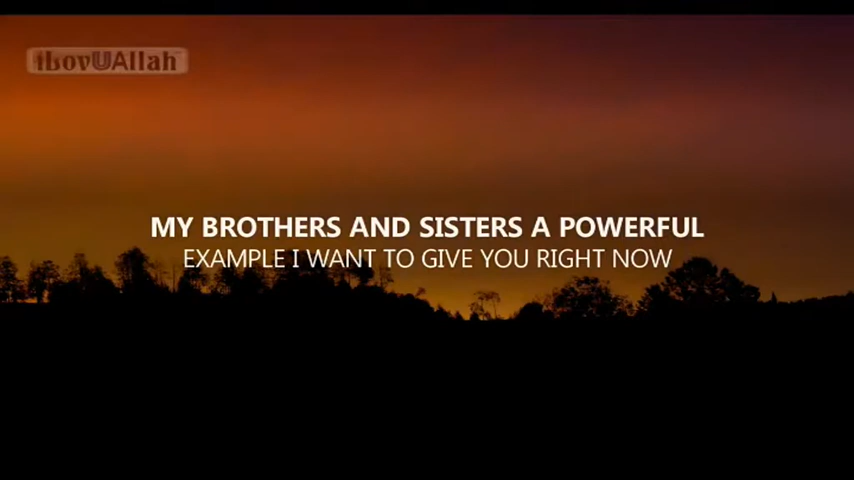 iLovUAllah
MY BROTHERS AND SISTERS A POWERFUL
EXAMPLE I WANT TO GIVE YOU RIGHT NOW